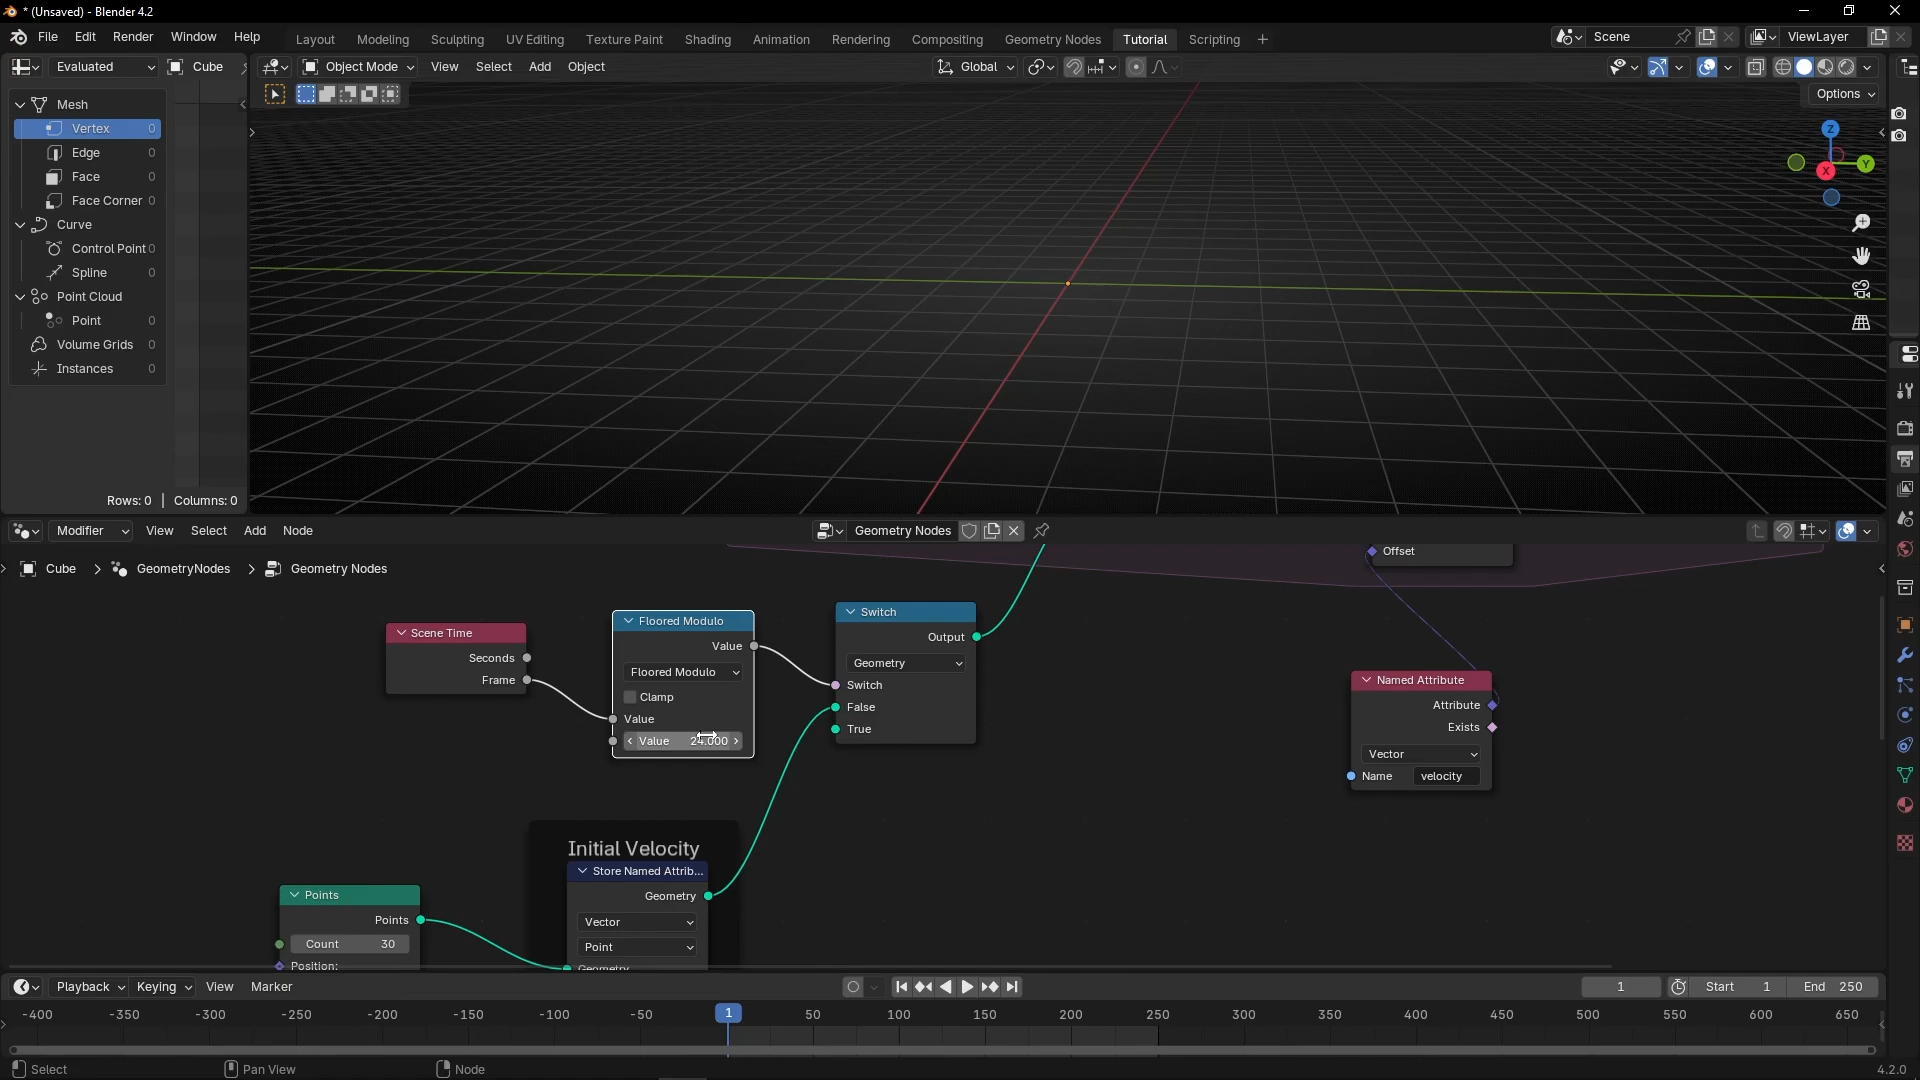 * (Unsaved) - Blender 4.2
File Edit Render Window Help Layout Modeling Sculpting UV Editing Texture Paint Shading Animation Rendering Compositing Geometry Nodes Tutorial Scripting + Scene ViewLayer
Evaluated Cube Object Mode View Select Add Object Global
Options
Mesh
Vertex 0
Edge 0
Face 0
Face Corner 0
Curve
Control Point 0
Spline 0
Point Cloud
Point 0
Volume Grids 0
Instances 0
Z
Y
X
Rows: 0 | Columns: 0
Modifier View Select Add Node Geometry Nodes
Cube > GeometryNodes > Geometry Nodes
Offset
Scene Time
Seconds
Frame
Floored Modulo
Value
Floored Modulo
Clamp
Value
Value 24.000
Switch
Output
Geometry
Switch
False
True
Named Attribute
Attribute
Exists
Vector
Name velocity
Initial Velocity
Store Named Attrib...
Geometry
Vector
Point
Geometry
Points
Points
Count 30
Position:
Playback Keying View Marker 1 Start 1 End 250
-400 -350 -300 -250 -200 -150 -100 -50 1 50 100 150 200 250 300 350 400 450 500 550 600 650
Select Pan View Node 4.2.0